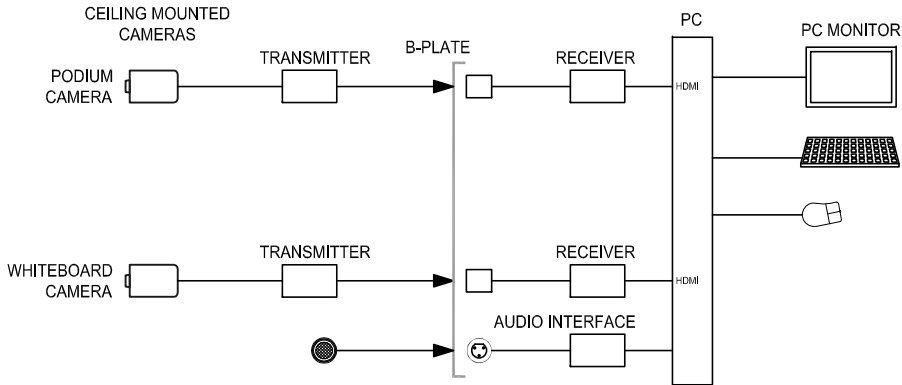 CEILING MOUNTED
CAMERAS
PC
PC MONITOR
B-PLATE
TRANSMITTER
RECEIVER
PODIUM
CAMERA
HDMI
TRANSMITTER
RECEIVER
WHITEBOARD
CAMERA
HDMI
AUDIO INTERFACE